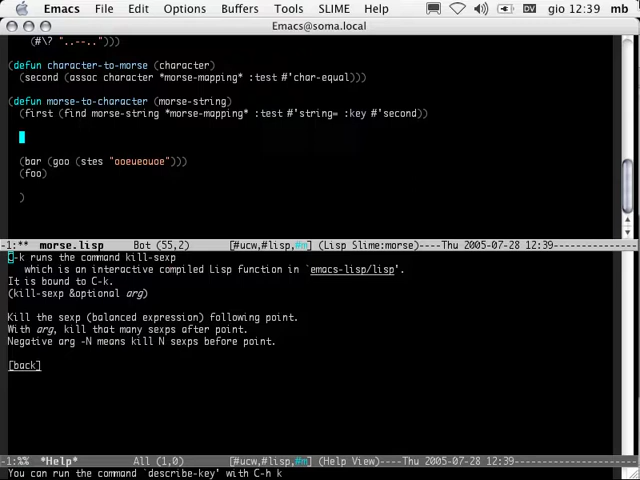 Emacs File Edit Options Buffers Tools SLIME Help DV gio 12:39 mb
Emacs@soma.local
(#\? "..--..")))
(defun character-to-morse (character)
(second (assoc character *morse-mapping* :test #'char-equal)))
(defun morse-to-character (morse-string)
(first (find morse-string *morse-mapping* :test #'string= :key #'second))
(bar (goo (stes "ooeueouoe")))
(foo)
)
-1:** morse.lisp Bot (55,2) [#ucw,#lisp,#m] (Lisp Slime:morse)----Thu 2005-07-28 12:39
C-k runs the command kill-sexp
which is an interactive compiled Lisp function in `emacs-lisp/lisp'.
It is bound to C-k.
(kill-sexp &optional arg)
Kill the sexp (balanced expression) following point.
With arg, kill that many sexps after point.
Negative arg -N means kill N sexps before point.
[back]
-1:%% *Help* All (1,0) [#ucw,#lisp,#m] (Help View)----Thu 2005-07-28 12:39
You can run the command `describe-key' with C-h k